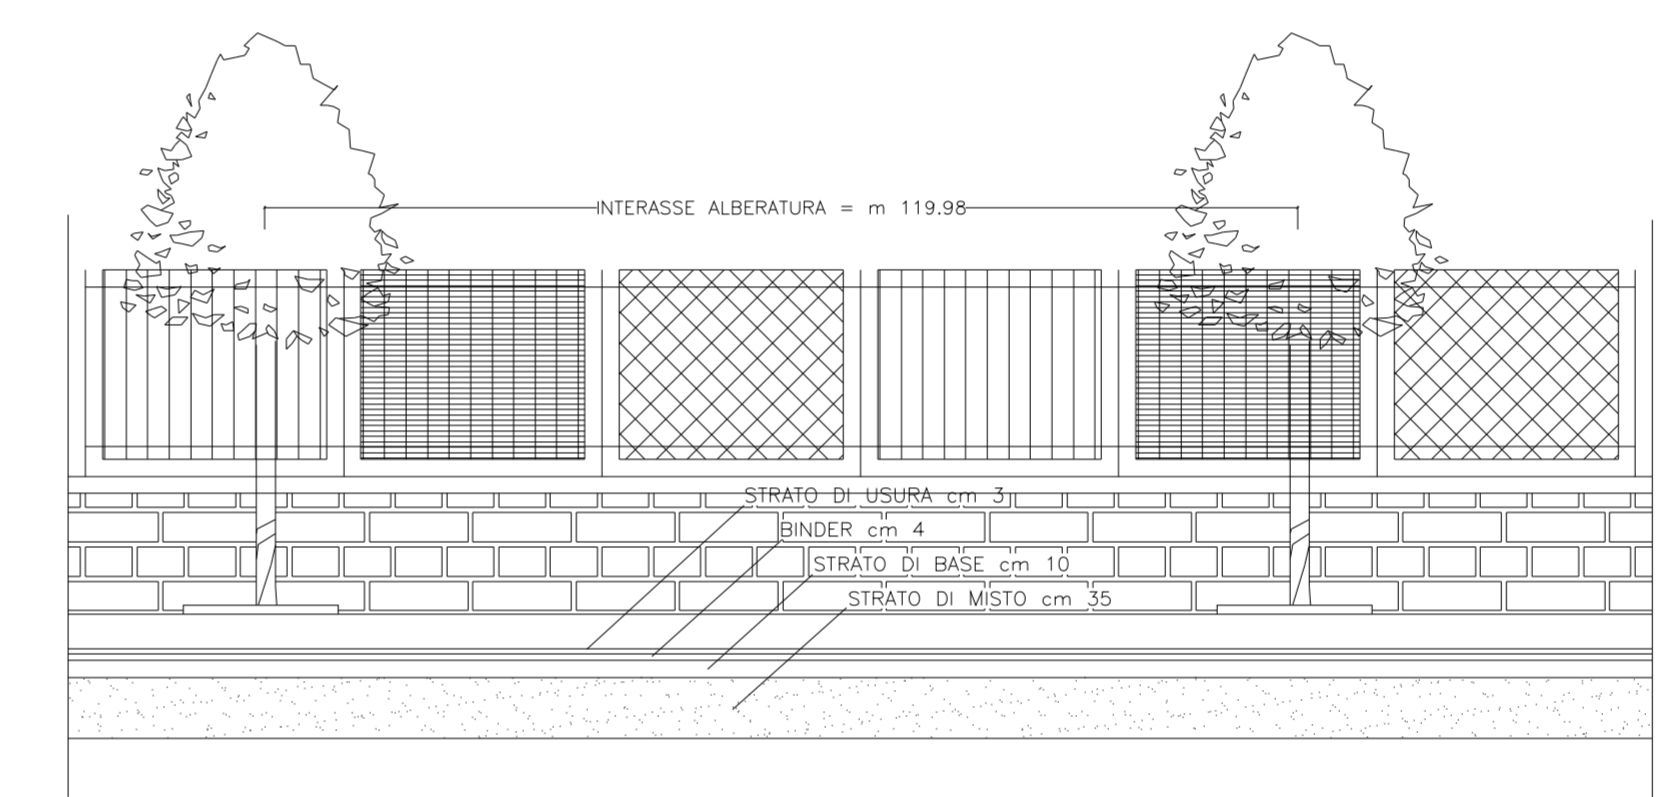 INTERASSE ALBERATURA = m 119.98
STRATO DI USURA cm 3
BINDER cm 4
STRATO DI BASE cm 10
STRATO DI MISTO cm 35